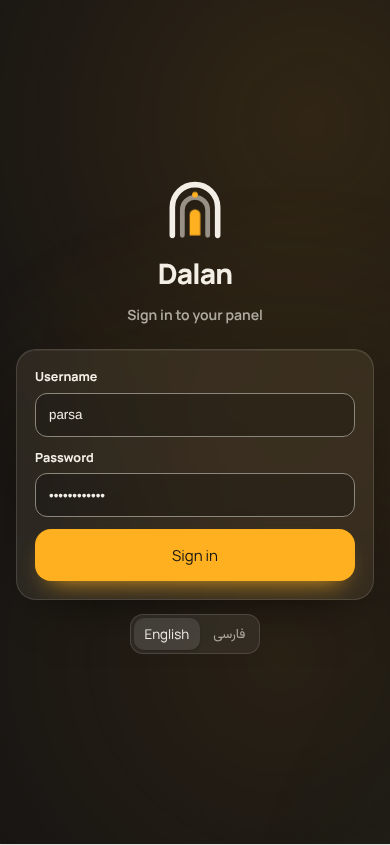 Dalan
Sign in to your panel
Username
parsa
Password
••••••••••••
Sign in
English
فارسی